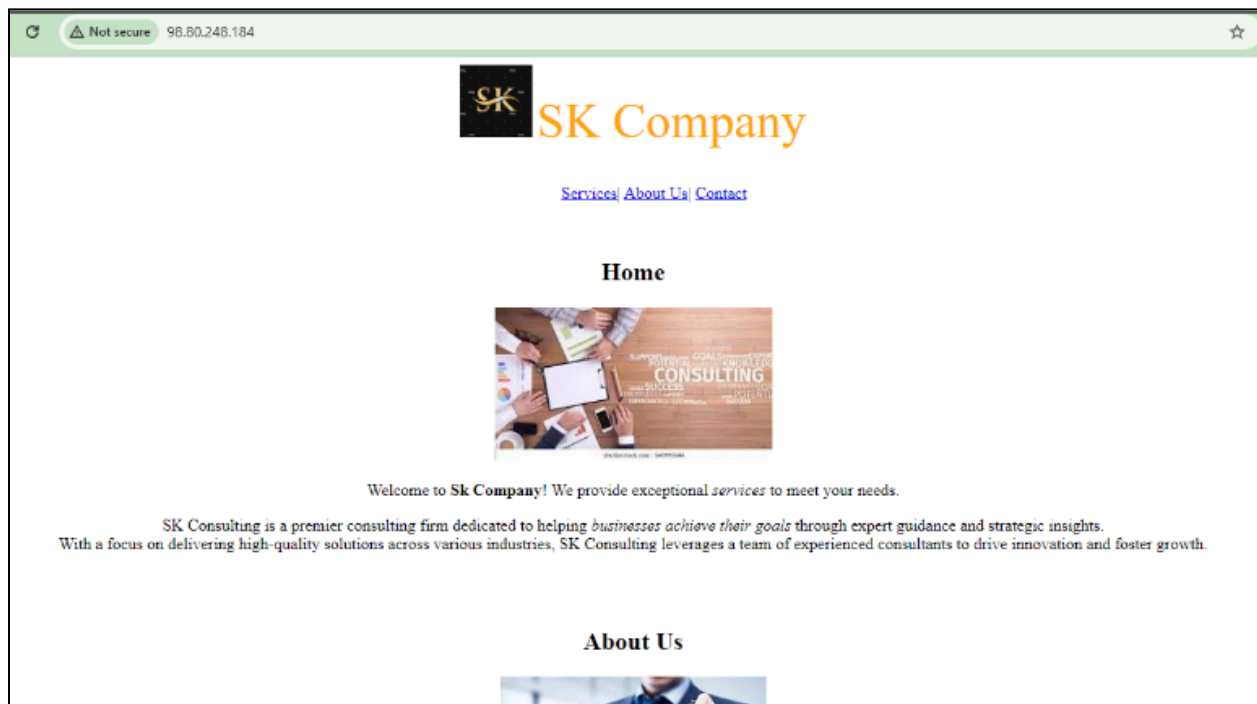 Not secure 98.80.248.184
SK
SK Company
Services| About Us| Contact
Home
CONSULTING
SUCCESS
Welcome to Sk Company! We provide exceptional services to meet your needs.
SK Consulting is a premier consulting firm dedicated to helping businesses achieve their goals through expert guidance and strategic insights.
With a focus on delivering high-quality solutions across various industries, SK Consulting leverages a team of experienced consultants to drive innovation and foster growth.
About Us